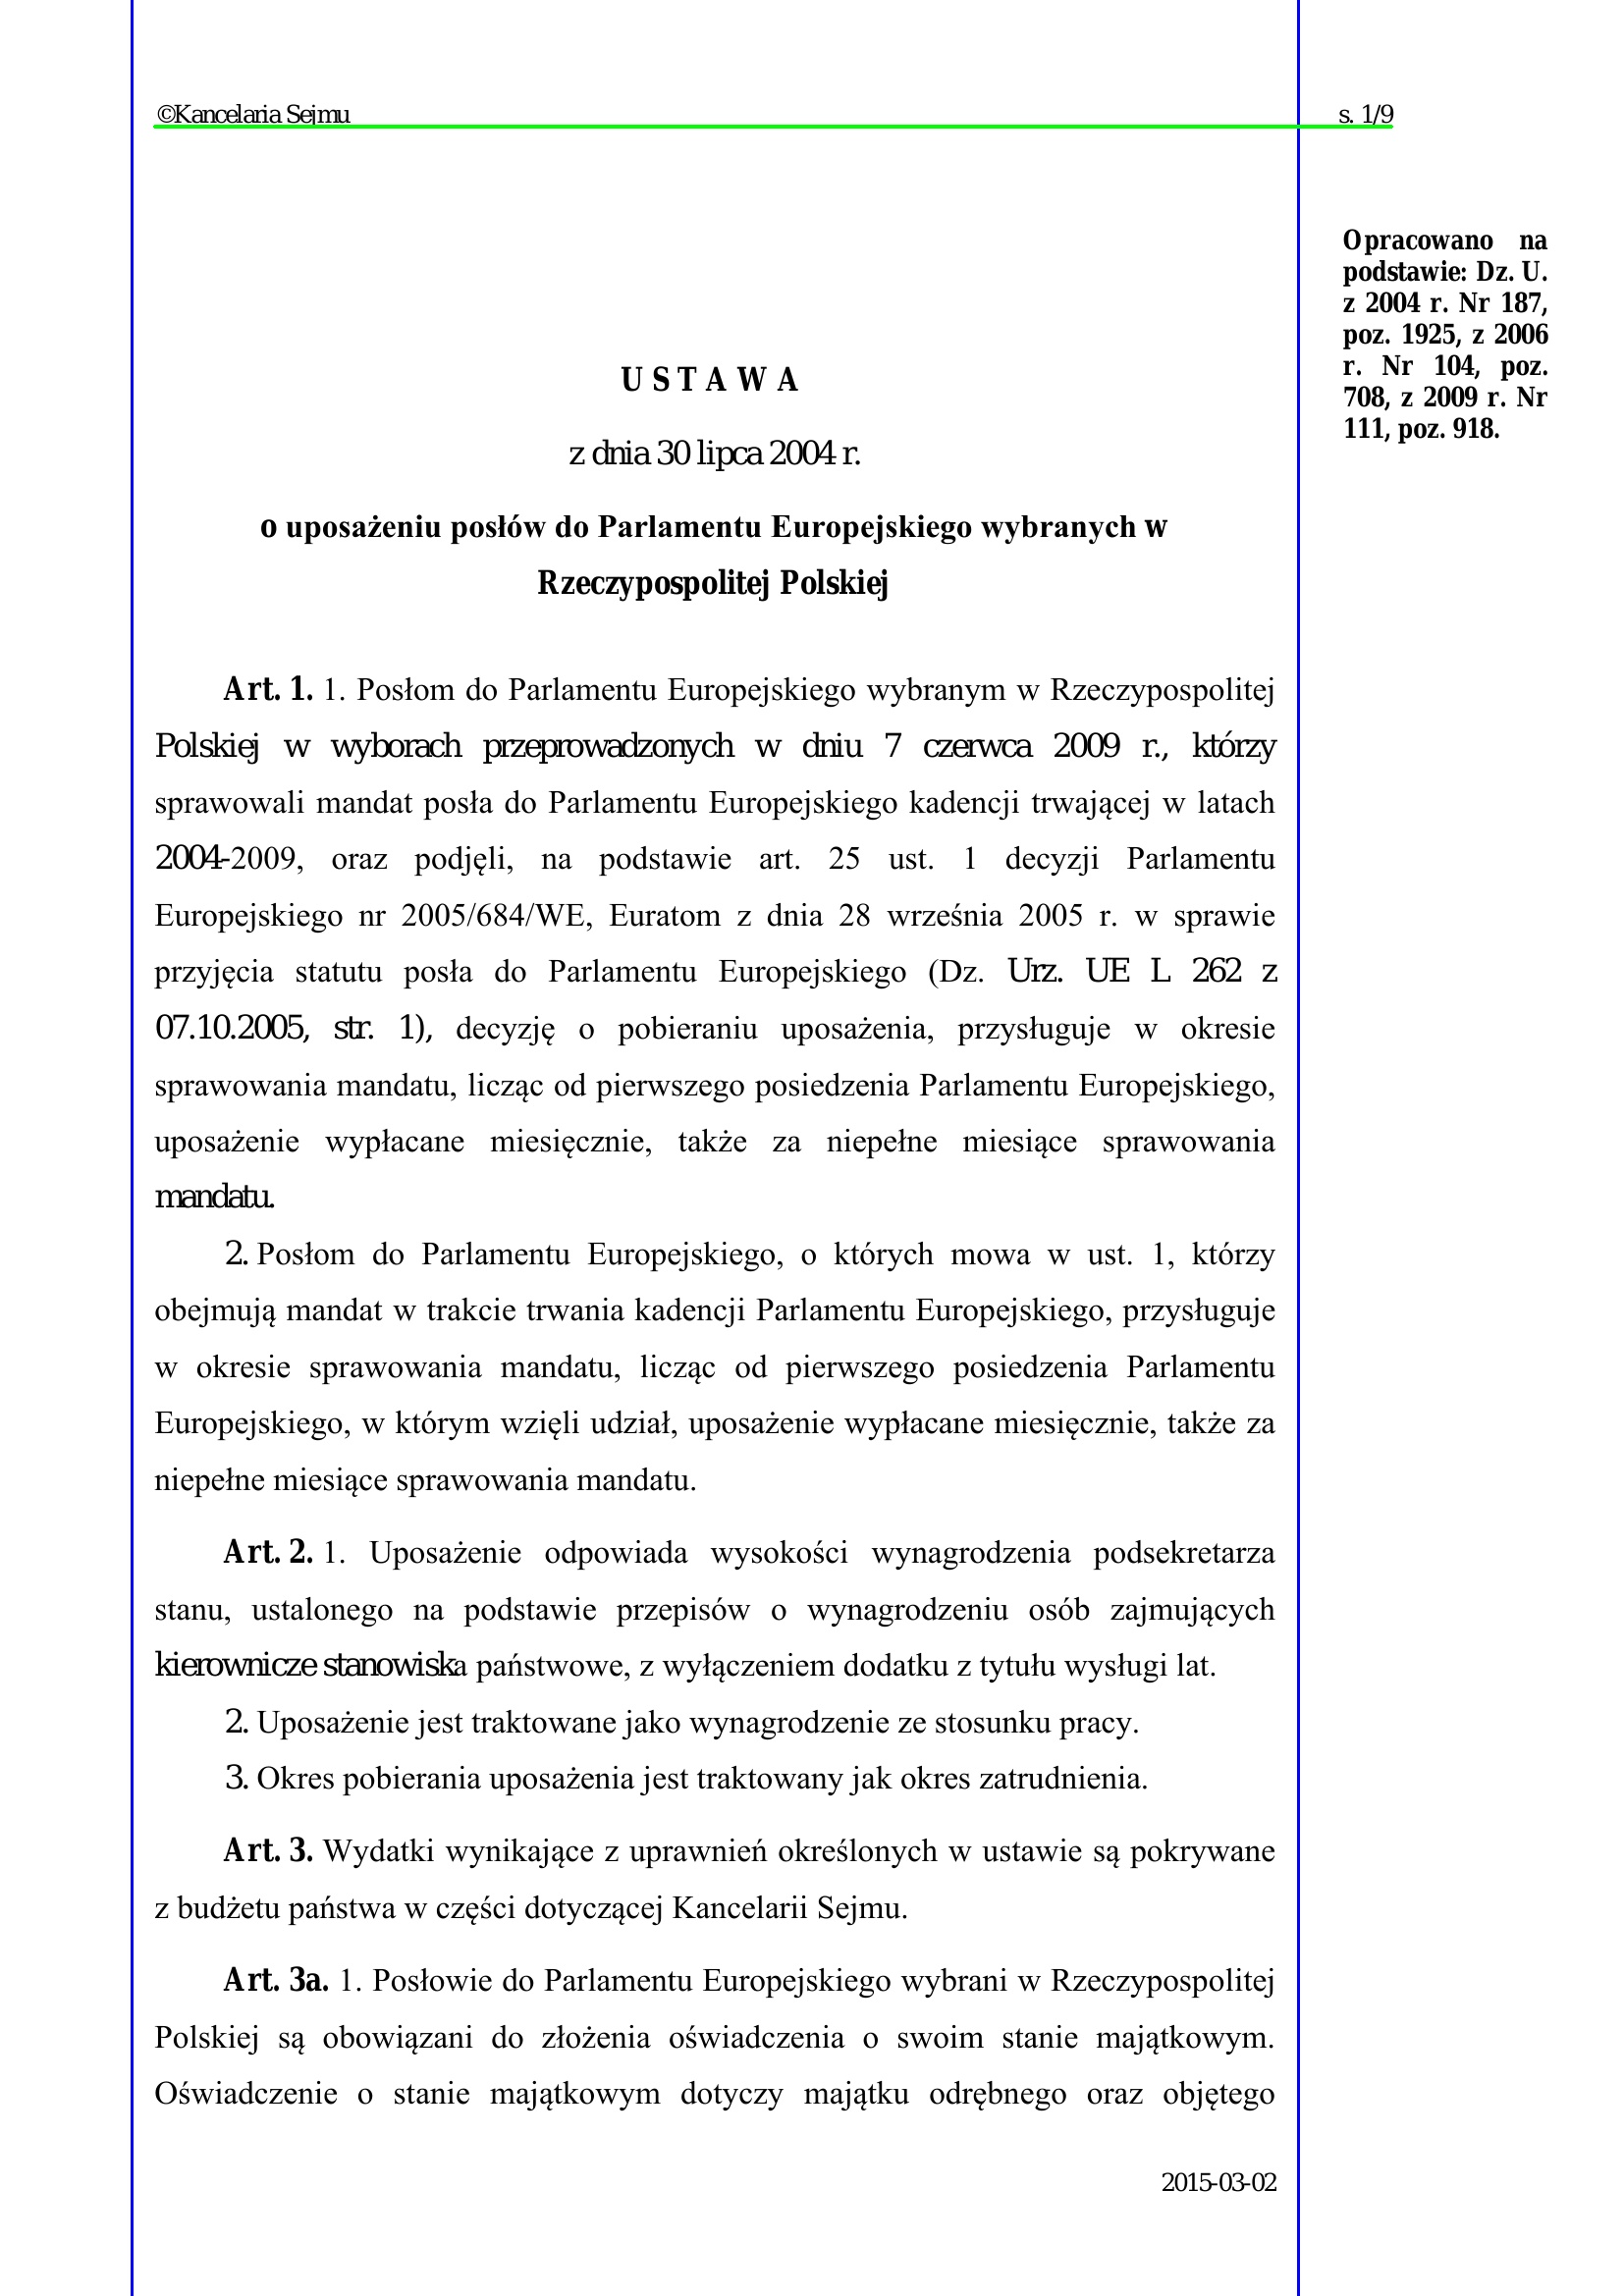 ©Kancelaria Sejmu
s. 1/9
Opracowano na
podstawie: Dz. U.
z 2004 r. Nr 187,
poz. 1925, z 2006
r. Nr 104, poz.
708, z 2009 r. Nr
111, poz. 918.
U S T A W A
z dnia 30 lipca 2004 r.
o uposażeniu posłów do Parlamentu Europejskiego wybranych w
Rzeczypospolitej Polskiej
Art. 1. 1. Posłom do Parlamentu Europejskiego wybranym w Rzeczypospolitej
Polskiej w wyborach przeprowadzonych w dniu 7 czerwca 2009 r., którzy
sprawowali mandat posła do Parlamentu Europejskiego kadencji trwającej w latach
2004-2009, oraz podjęli, na podstawie art. 25 ust. 1 decyzji Parlamentu
Europejskiego nr 2005/684/WE, Euratom z dnia 28 września 2005 r. w sprawie
przyjęcia statutu posła do Parlamentu Europejskiego (Dz. Urz. UE L 262 z
07.10.2005, str. 1), decyzję o pobieraniu uposażenia, przysługuje w okresie
sprawowania mandatu, licząc od pierwszego posiedzenia Parlamentu Europejskiego,
uposażenie wypłacane miesięcznie, także za niepełne miesiące sprawowania
mandatu.
2. Posłom do Parlamentu Europejskiego, o których mowa w ust. 1, którzy
obejmują mandat w trakcie trwania kadencji Parlamentu Europejskiego, przysługuje
w okresie sprawowania mandatu, licząc od pierwszego posiedzenia Parlamentu
Europejskiego, w którym wzięli udział, uposażenie wypłacane miesięcznie, także za
niepełne miesiące sprawowania mandatu.
Art. 2. 1. Uposażenie odpowiada wysokości wynagrodzenia podsekretarza
stanu, ustalonego na podstawie przepisów o wynagrodzeniu osób zajmujących
kierownicze stanowiska państwowe, z wyłączeniem dodatku z tytułu wysługi lat.
2. Uposażenie jest traktowane jako wynagrodzenie ze stosunku pracy.
3. Okres pobierania uposażenia jest traktowany jak okres zatrudnienia.
Art. 3. Wydatki wynikające z uprawnień określonych w ustawie są pokrywane
z budżetu państwa w części dotyczącej Kancelarii Sejmu.
Art. 3a. 1. Posłowie do Parlamentu Europejskiego wybrani w Rzeczypospolitej
Polskiej są obowiązani do złożenia oświadczenia o swoim stanie majątkowym.
Oświadczenie o stanie majątkowym dotyczy majątku odrębnego oraz objętego
2015-03-02